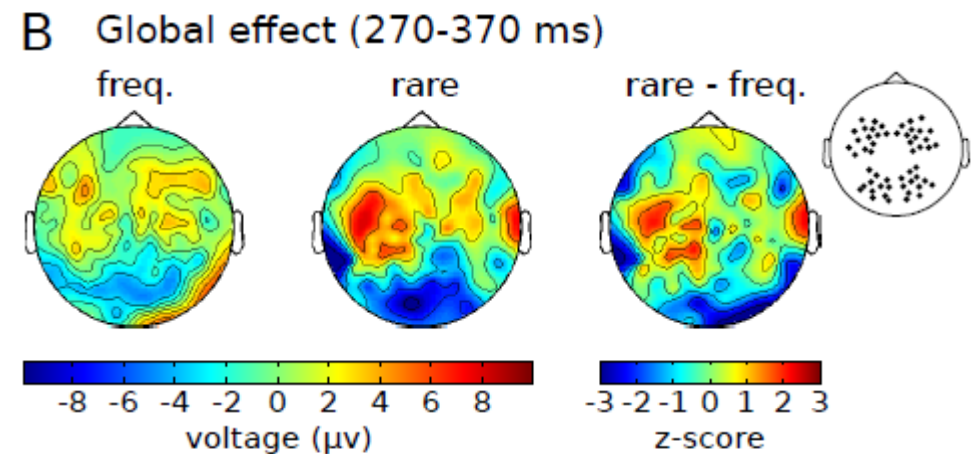 B Global effect (270-370 ms)
freq. rare rare - freq.
-8 -6 -4 -2 0 2 4 6 8 -3 -2 -1 0 1 2 3
voltage (μv) z-score